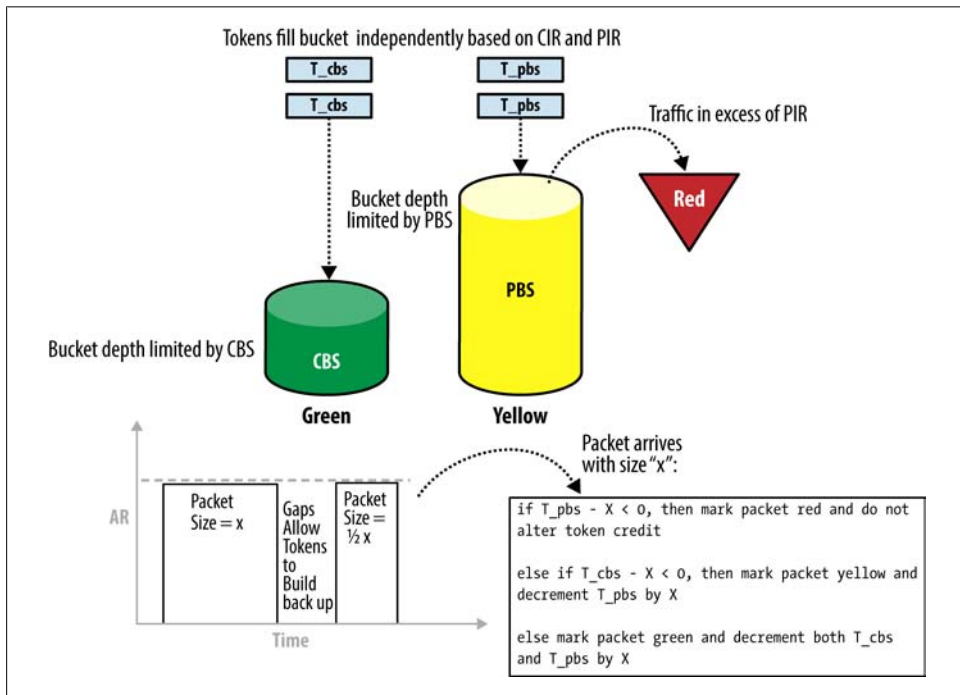 Tokens fill bucket independently based on CIR and PIR
T_cbs
T_pbs
T_cbs
T_pbs
Traffic in excess of PIR
Red
Bucket depth
limited by PBS
PBS
Bucket depth limited by CBS
CBS
Green
Yellow
AR
Packet
Size = x
Gaps
Allow
Tokens
to
Build
back up
Packet
Size =
½ x
Time
Packet arrives
with size "x":
if T_pbs - X < 0, then mark packet red and do not
alter token credit
else if T_cbs - X < 0, then mark packet yellow and
decrement T_pbs by X
else mark packet green and decrement both T_cbs
and T_pbs by X